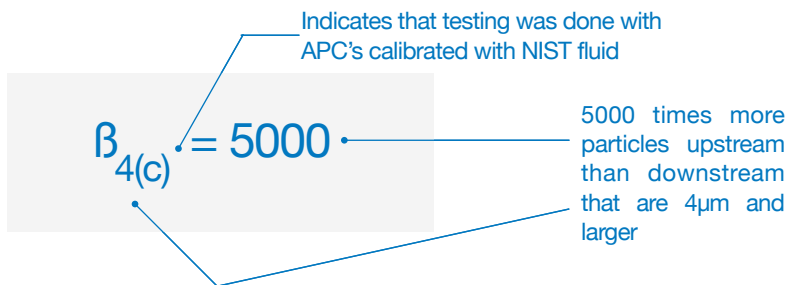 Indicates that testing was done with
APC's calibrated with NIST fluid
ß4(c) = 5000
5000 times more
particles upstream
than downstream
that are 4µm and
larger